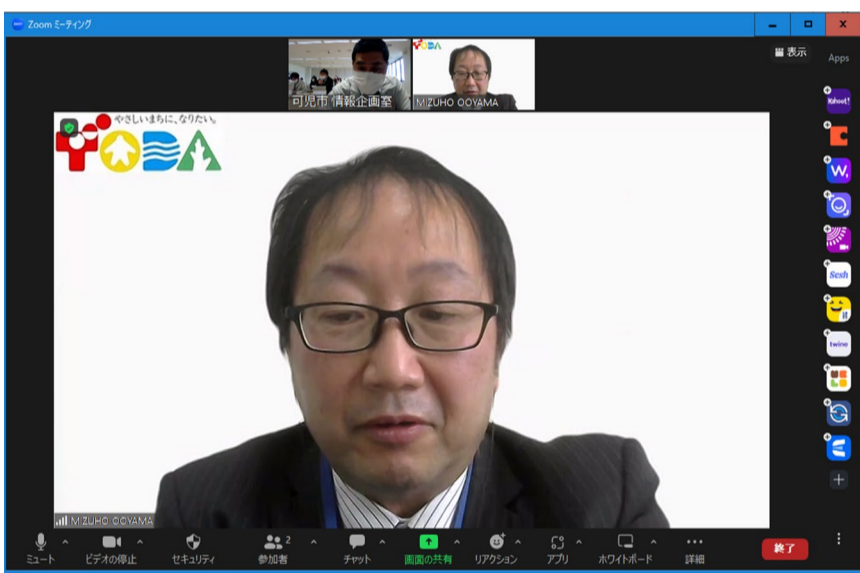 Zoom ミーティング
表示
Apps
可児市 情報企画室
MIZUHO OOYAMA
やさしいまちに、なりたい。
TODA
Yahoo!
W,
Sesh
twine
MIZUHO OOYAMA
ミュート
ビデオの停止
セキュリティ
参加者
2
チャット
画面の共有
リアクション
アプリ
ホワイトボード
詳細
終了